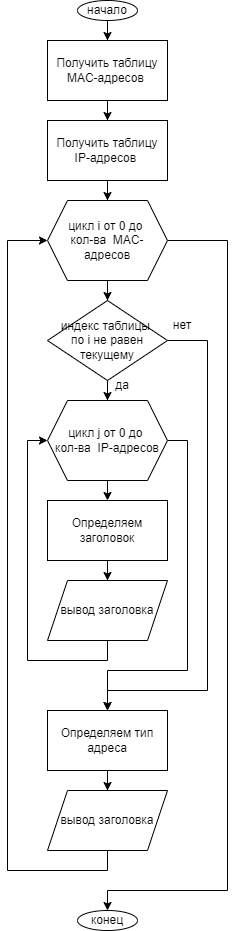 начало
Получить таблицу
МАС-адресов
Получить таблицу
IP-адресов
цикл i от 0 до
кол-ва МАС-
адресов
индекс таблицы
по i не равен
текущему
нет
да
цикл j от 0 до
кол-ва IP-адресов
Определяем
заголовок
вывод заголовка
Определяем тип
адреса
вывод заголовка
конец